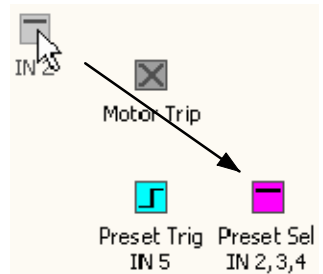 IN 2
Motor Trip
Preset Trig Preset Sel
IN 5 IN 2,3,4